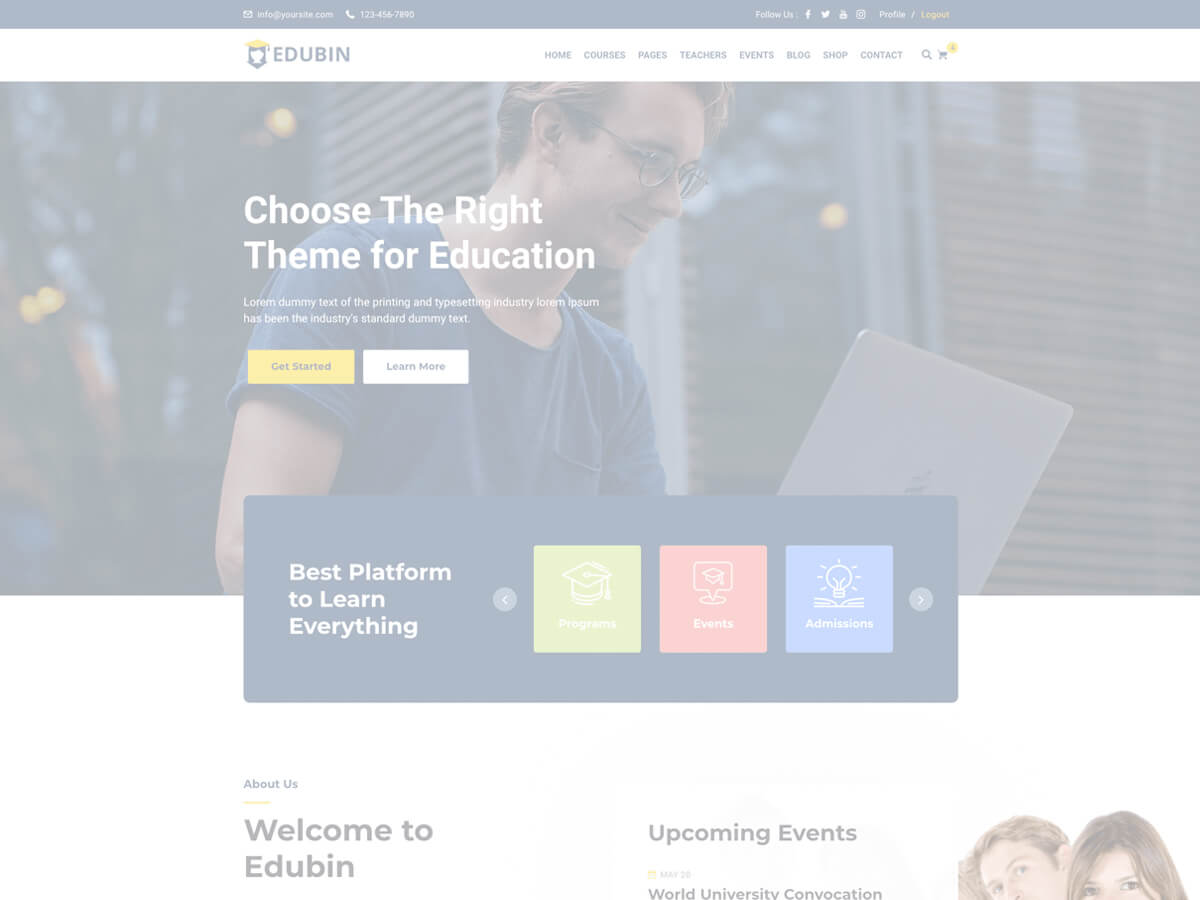 info@yoursite.com 123-456-7890 Follow Us : Profile / Logout
EDUBIN HOME COURSES PAGES TEACHERS EVENTS BLOG SHOP CONTACT
Choose The Right
Theme for Education
Lorem dummy text of the printing and typesetting industry lorem ipsum
has been the industry's standard dummy text.
Get Started Learn More
Best Platform
to Learn
Everything
Programs Events Admissions
About Us
Welcome to
Edubin
Upcoming Events
MAY 28
World University Convocation